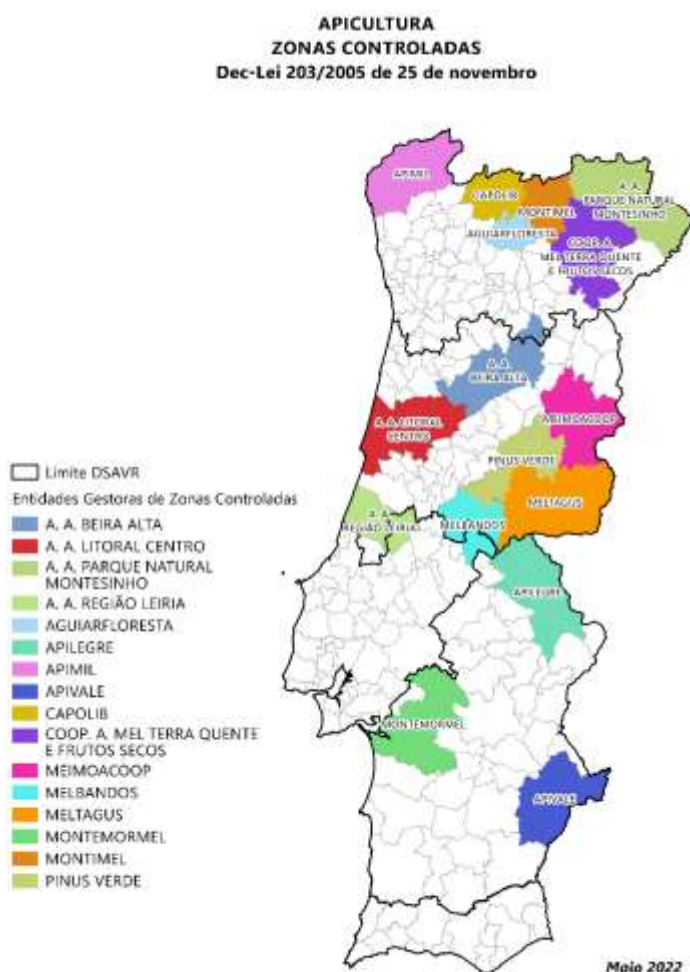 APICULTURA
ZONAS CONTROLADAS
Dec-Lei 203/2005 de 25 de novembro
APIMIL
CAPOLIB
MONTIMEL
A. A.
PARQUE NATURAL
MONTESINHO
AGUIARFLORESTA
COOP. A.
MEL TERRA QUENTE
E FRUTOS SECOS
A. A.
BEIRA ALTA
A. A. LITORAL
CENTRO
PINUS VERDE
MELTAGUS
A. A.
REGIÃO LEIRIA
MELBANDOS
APILEGRE
MONTEMORMEL
APIVALE
Limite DSAVR
Entidades Gestoras de Zonas Controladas
A. A. BEIRA ALTA
A. A. LITORAL CENTRO
A. A. PARQUE NATURAL
MONTESINHO
A. A. REGIÃO LEIRIA
AGUIARFLORESTA
APILEGRE
APIMIL
APIVALE
CAPOLIB
COOP. A. MEL TERRA QUENTE
E FRUTOS SECOS
MEIMOACOOP
MELBANDOS
MELTAGUS
MONTEMORMEL
MONTIMEL
PINUS VERDE
Maio 2022